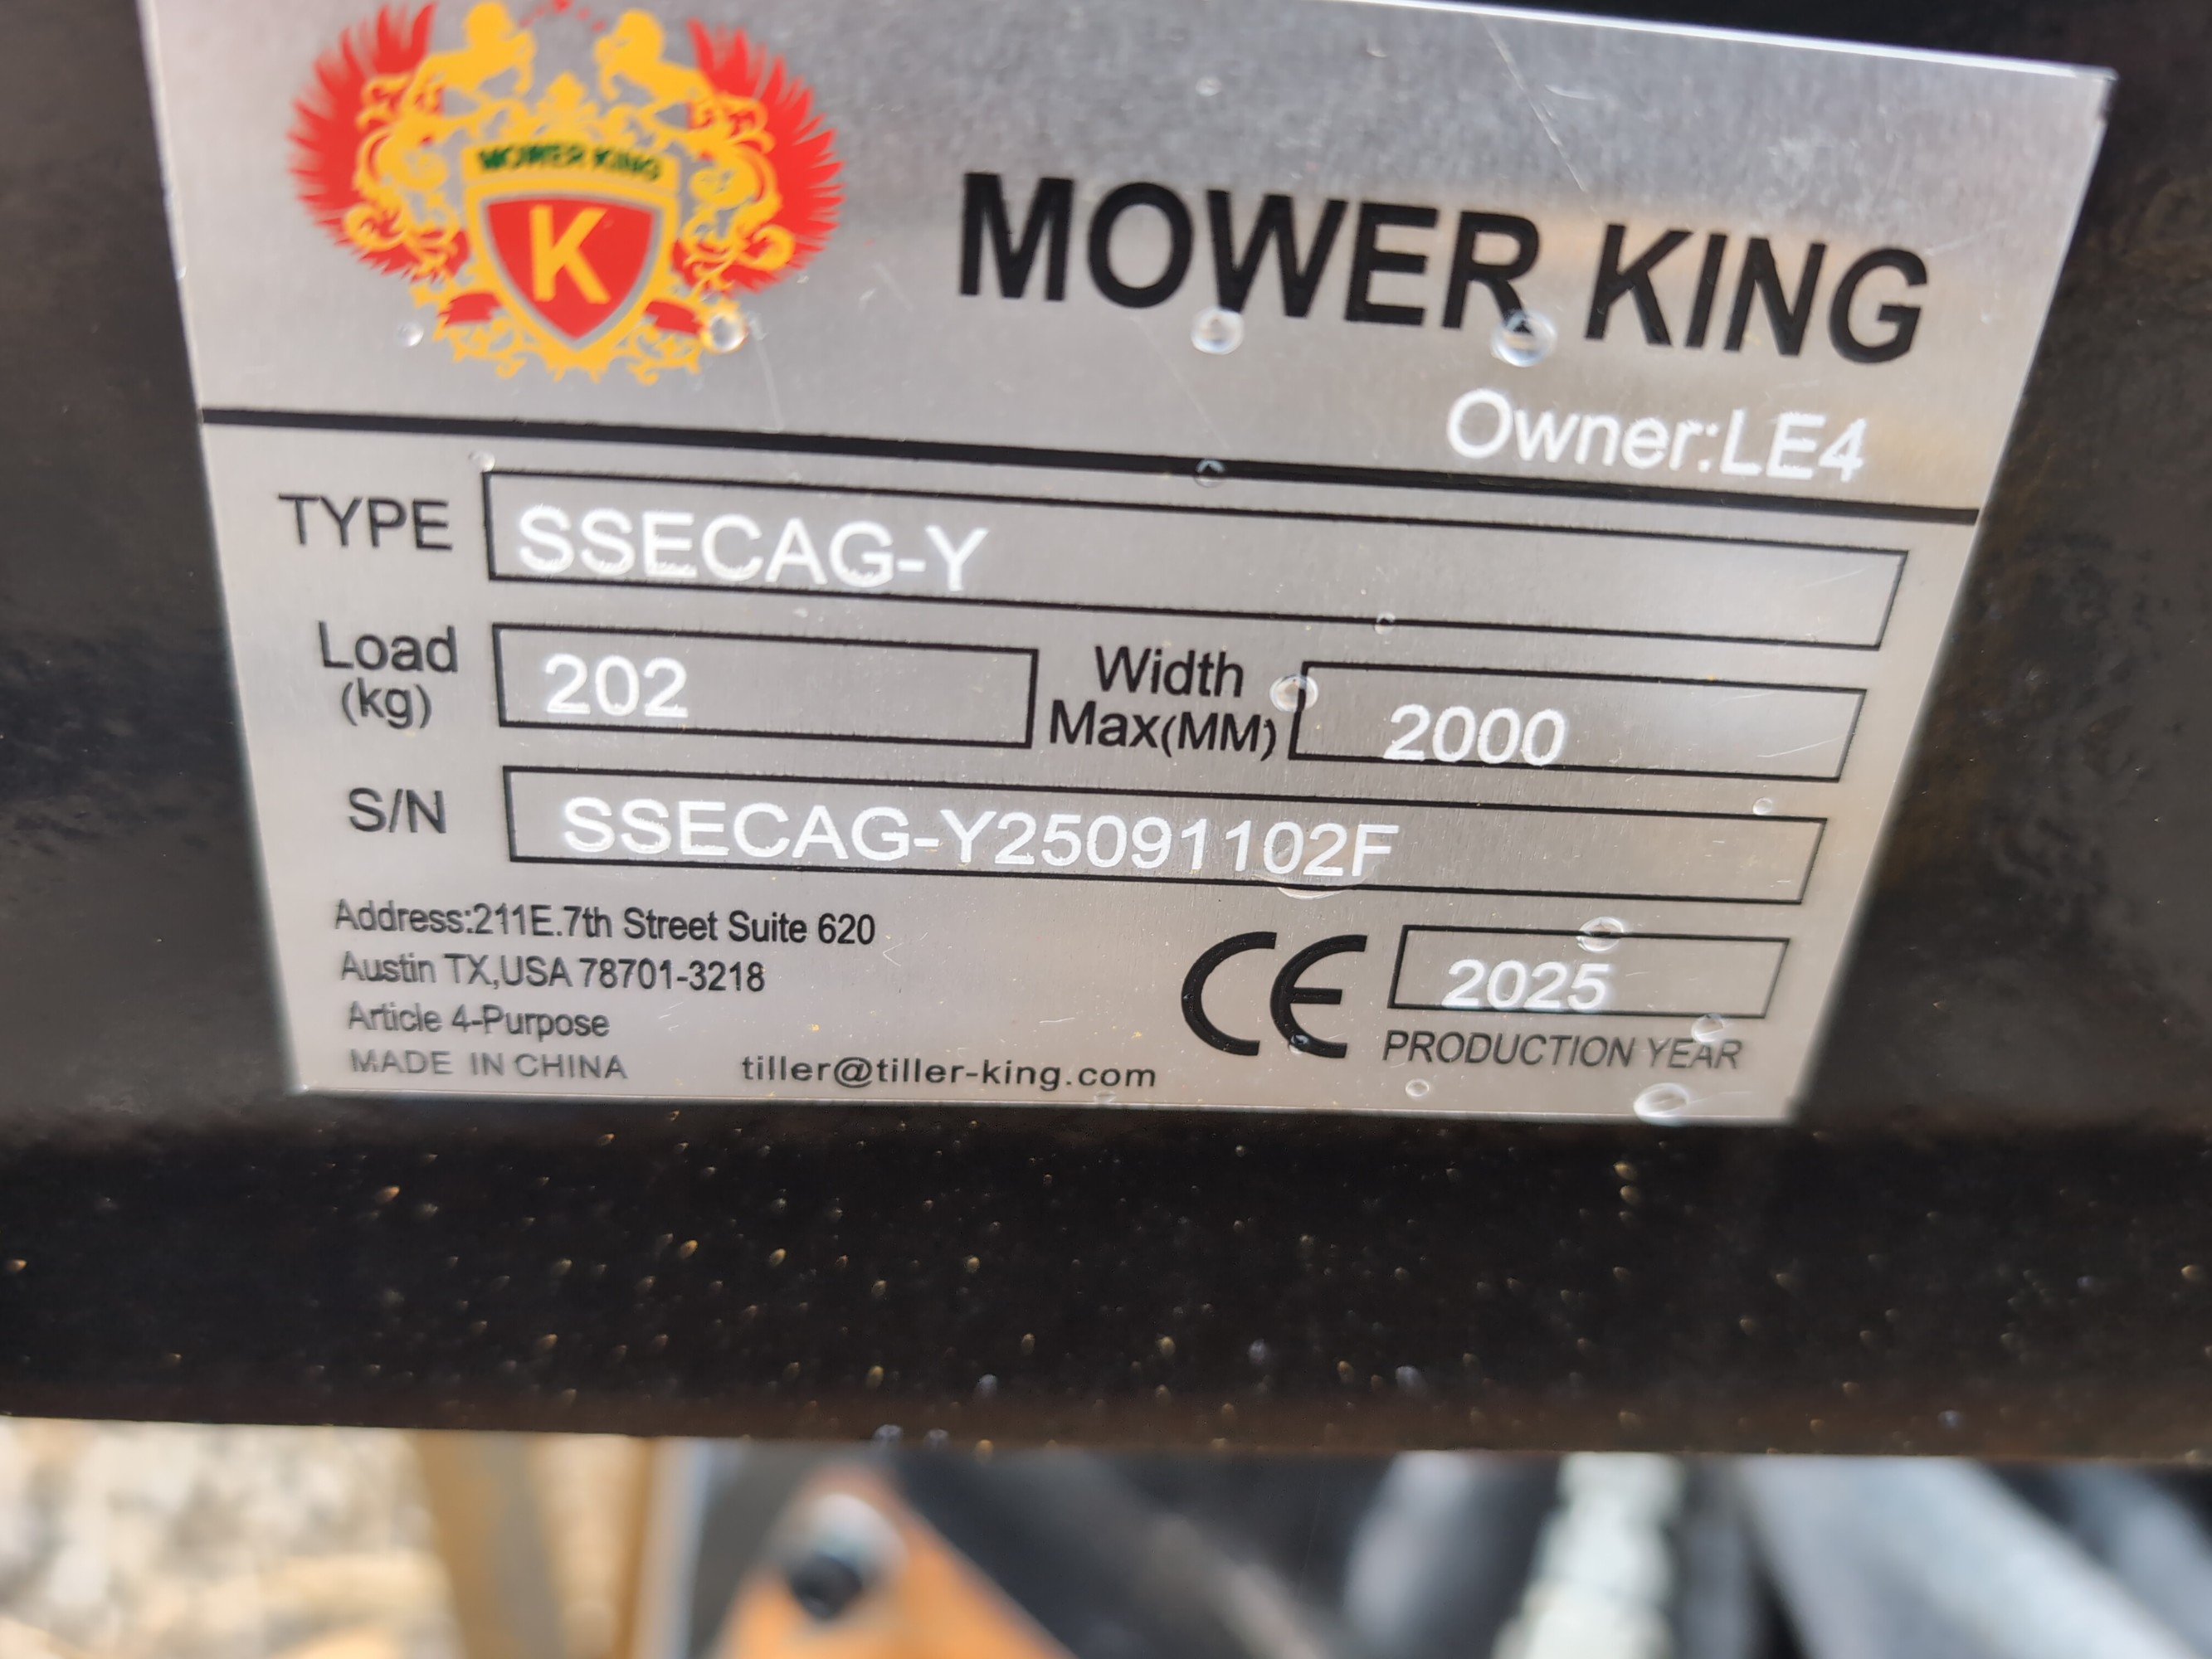 MOWER KING
K
MOWER KING
Owner:LE4
TYPE SSECAG-Y
Load (kg) 202 Width Max(MM) 2000
S/N SSECAG-Y25091102F
Address:211E.7th Street Suite 620
Austin TX,USA 78701-3218
Article 4-Purpose
MADE IN CHINA tiller@tiller-king.com
CE 2025
PRODUCTION YEAR